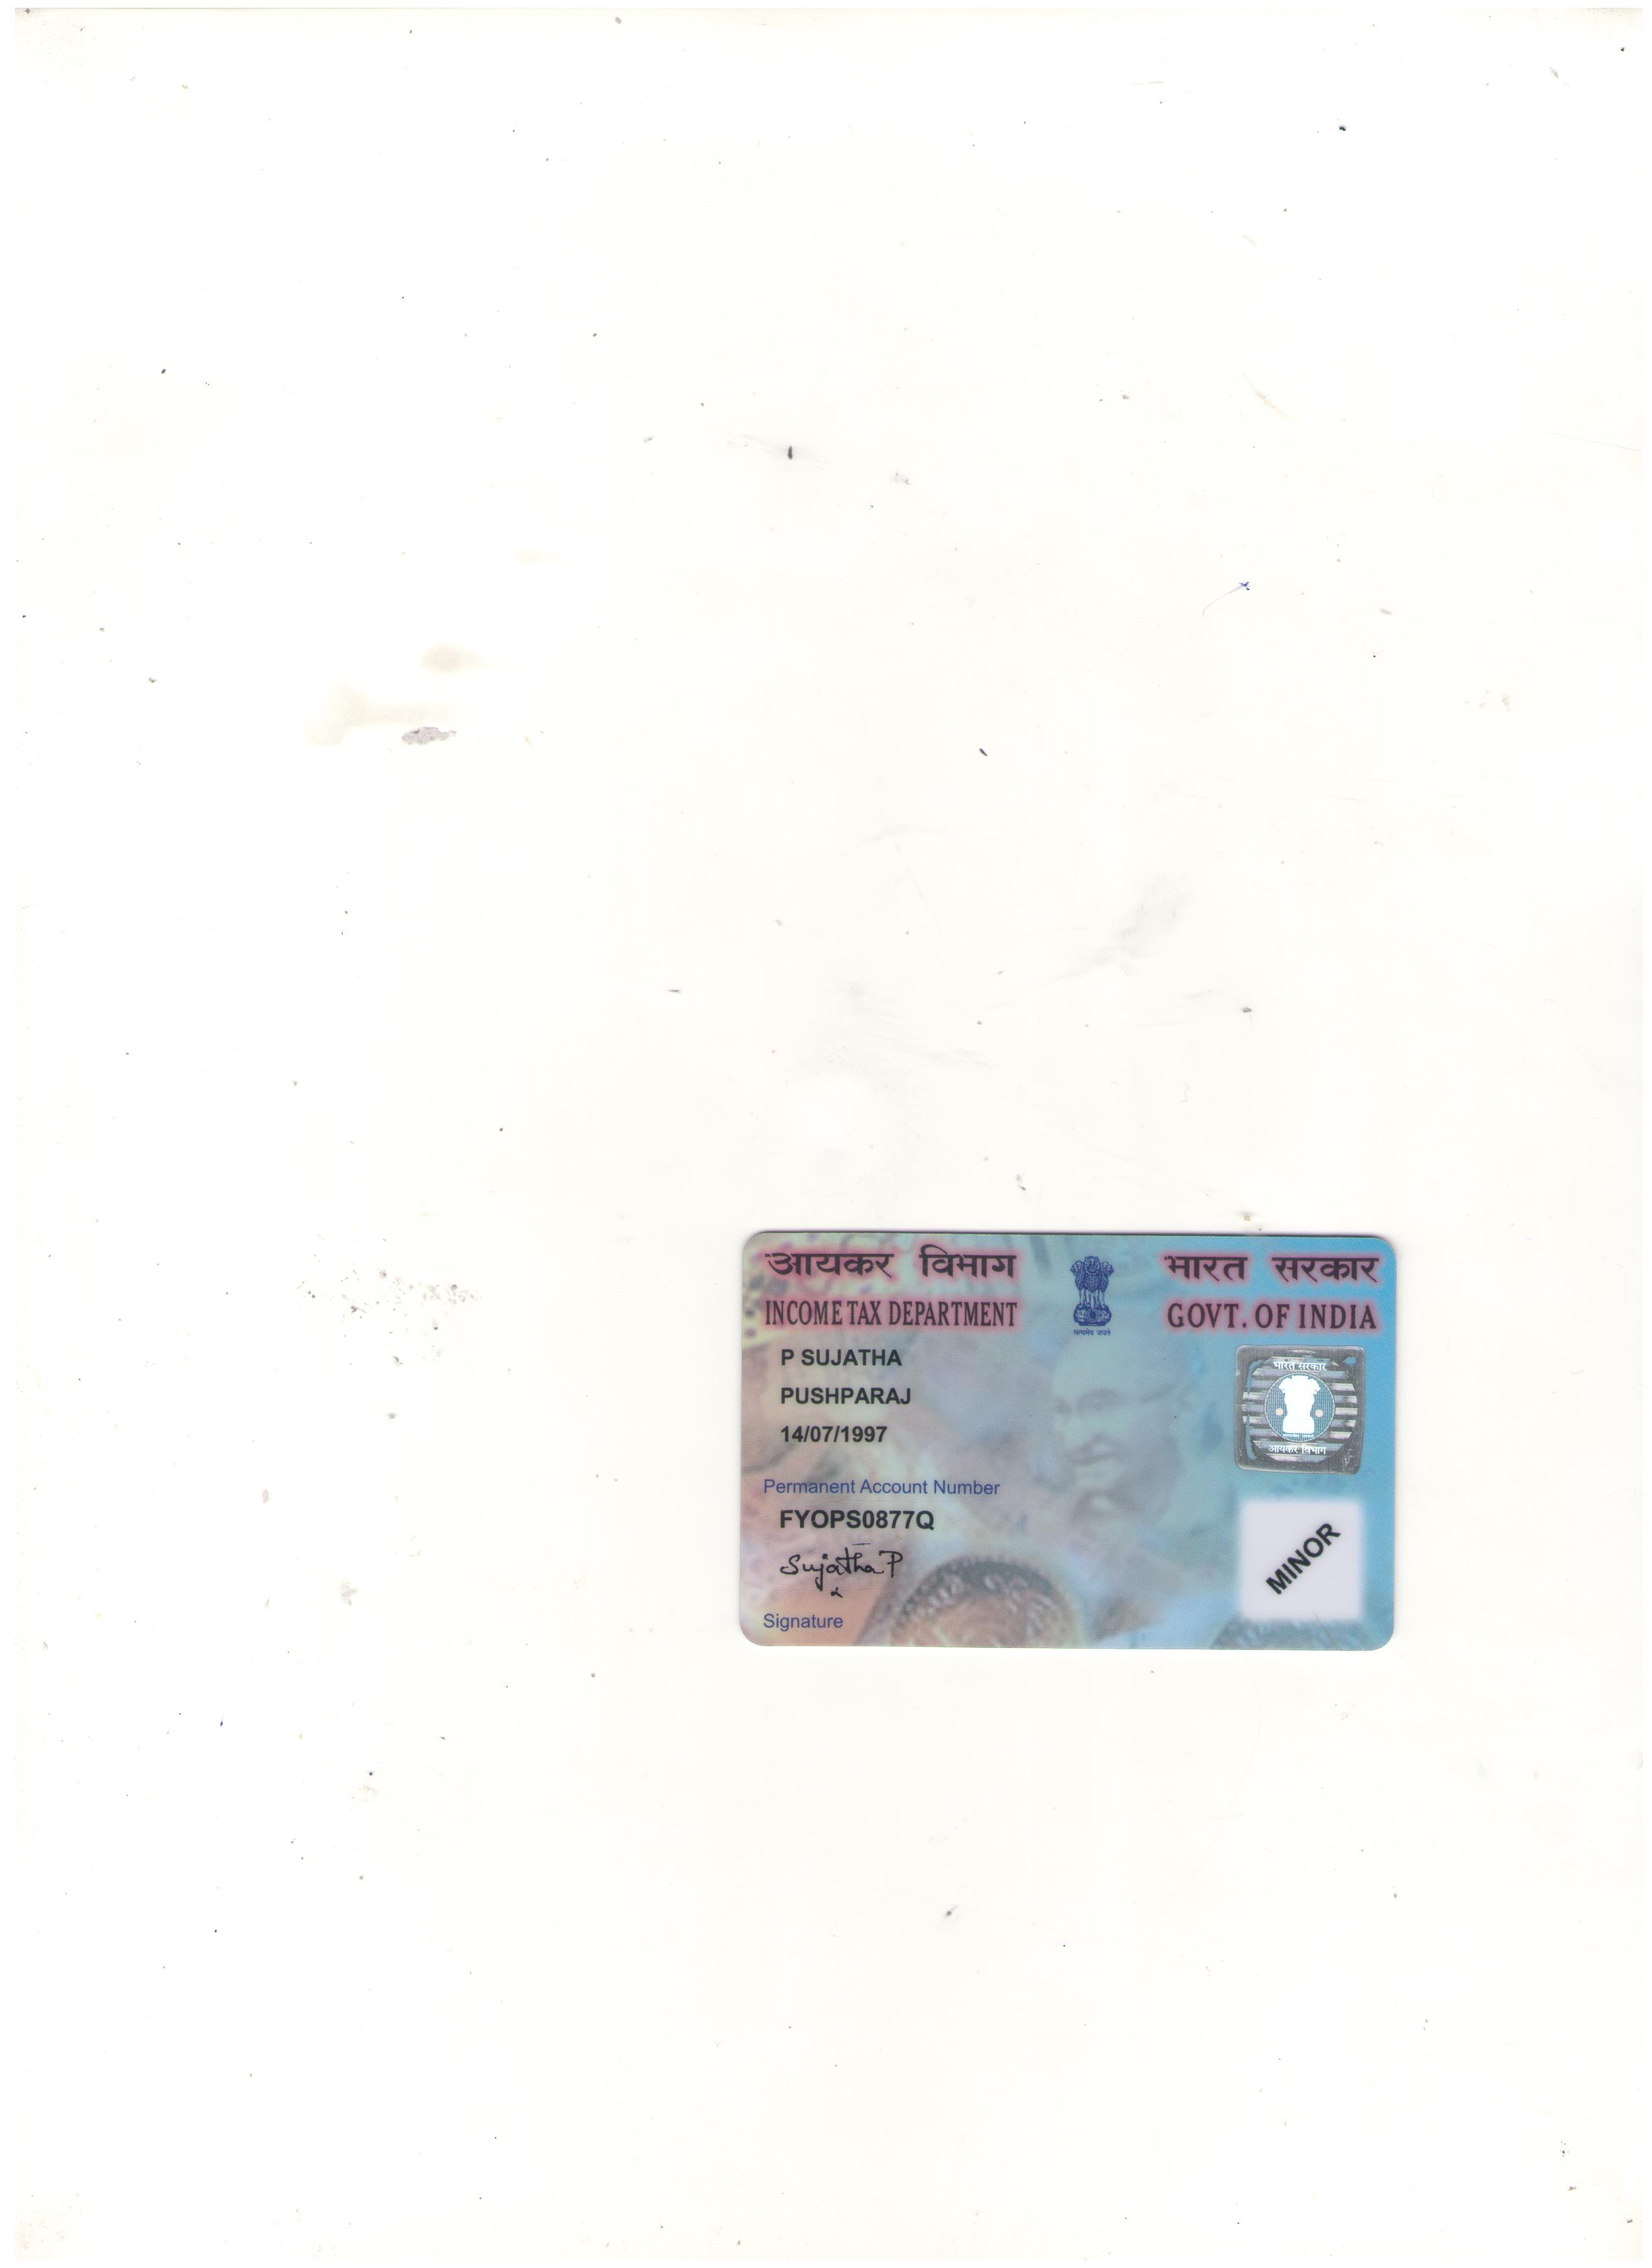 आयकर विभाग
INCOME TAX DEPARTMENT
सत्यमेव जयते
भारत सरकार
GOVT. OF INDIA
P SUJATHA
PUSHPARAJ
14/07/1997
भारत सरकार
आयकर विभाग
Permanent Account Number
FYOPS0877Q
Sujatha P
Signature
MINOR